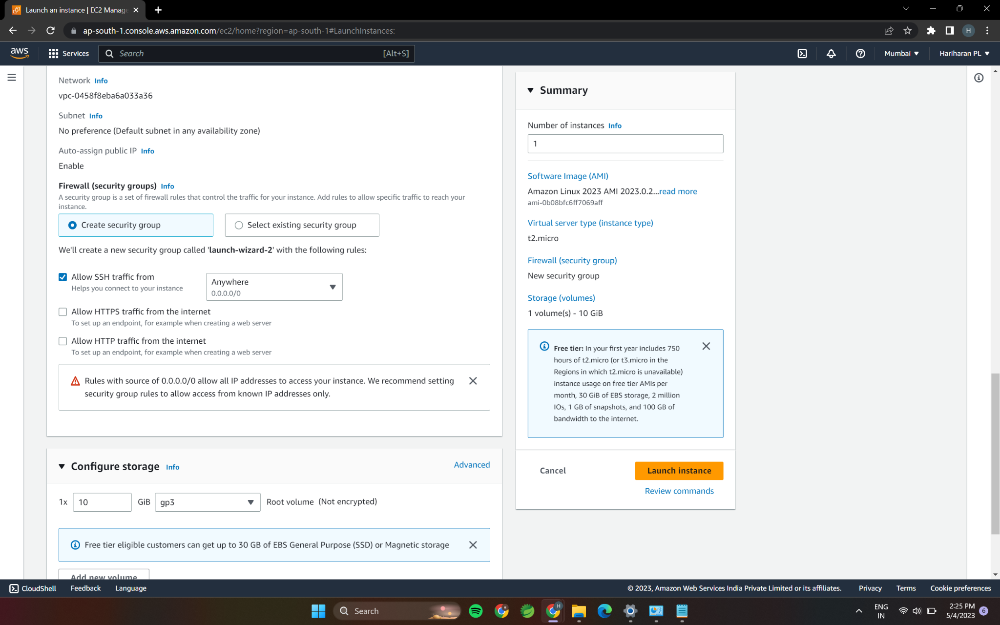 Launch an instance | EC2 Manage
ap-south-1.console.aws.amazon.com/ec2/home?region=ap-south-1#LaunchInstances:
H
aws
Services
Search
[Alt+S]
Mumbai
Hariharan PL
Network Info
vpc-0458f8eba6a033a36
Subnet Info
No preference (Default subnet in any availability zone)
Auto-assign public IP Info
Enable
Firewall (security groups) Info
A security group is a set of firewall rules that control the traffic for your instance. Add rules to allow specific traffic to reach your
instance.
Create security group
Select existing security group
We'll create a new security group called 'launch-wizard-2' with the following rules:
Allow SSH traffic from
Helps you connect to your instance
Anywhere
0.0.0.0/0
Allow HTTPS traffic from the internet
To set up an endpoint, for example when creating a web server
Allow HTTP traffic from the internet
To set up an endpoint, for example when creating a web server
Rules with source of 0.0.0.0/0 allow all IP addresses to access your instance. We recommend setting
security group rules to allow access from known IP addresses only.
Configure storage Info
Advanced
1x
10
GiB
gp3
Root volume (Not encrypted)
Free tier eligible customers can get up to 30 GB of EBS General Purpose (SSD) or Magnetic storage
Add new volume
Summary
Number of instances Info
1
Software Image (AMI)
Amazon Linux 2023 AMI 2023.0.2...read more
ami-0b08bfc6ff7069aff
Virtual server type (instance type)
t2.micro
Firewall (security group)
New security group
Storage (volumes)
1 volume(s) - 10 GiB
Free tier: In your first year includes 750
hours of t2.micro (or t3.micro in the
Regions in which t2.micro is unavailable)
instance usage on free tier AMIs per
month, 30 GiB of EBS storage, 2 million
IOs, 1 GB of snapshots, and 100 GB of
bandwidth to the internet.
Cancel
Launch instance
Review commands
CloudShell
Feedback
Language
© 2023, Amazon Web Services India Private Limited or its affiliates.
Privacy
Terms
Cookie preferences
Search
H
H
ENG
IN
2:25 PM
5/4/2023
6